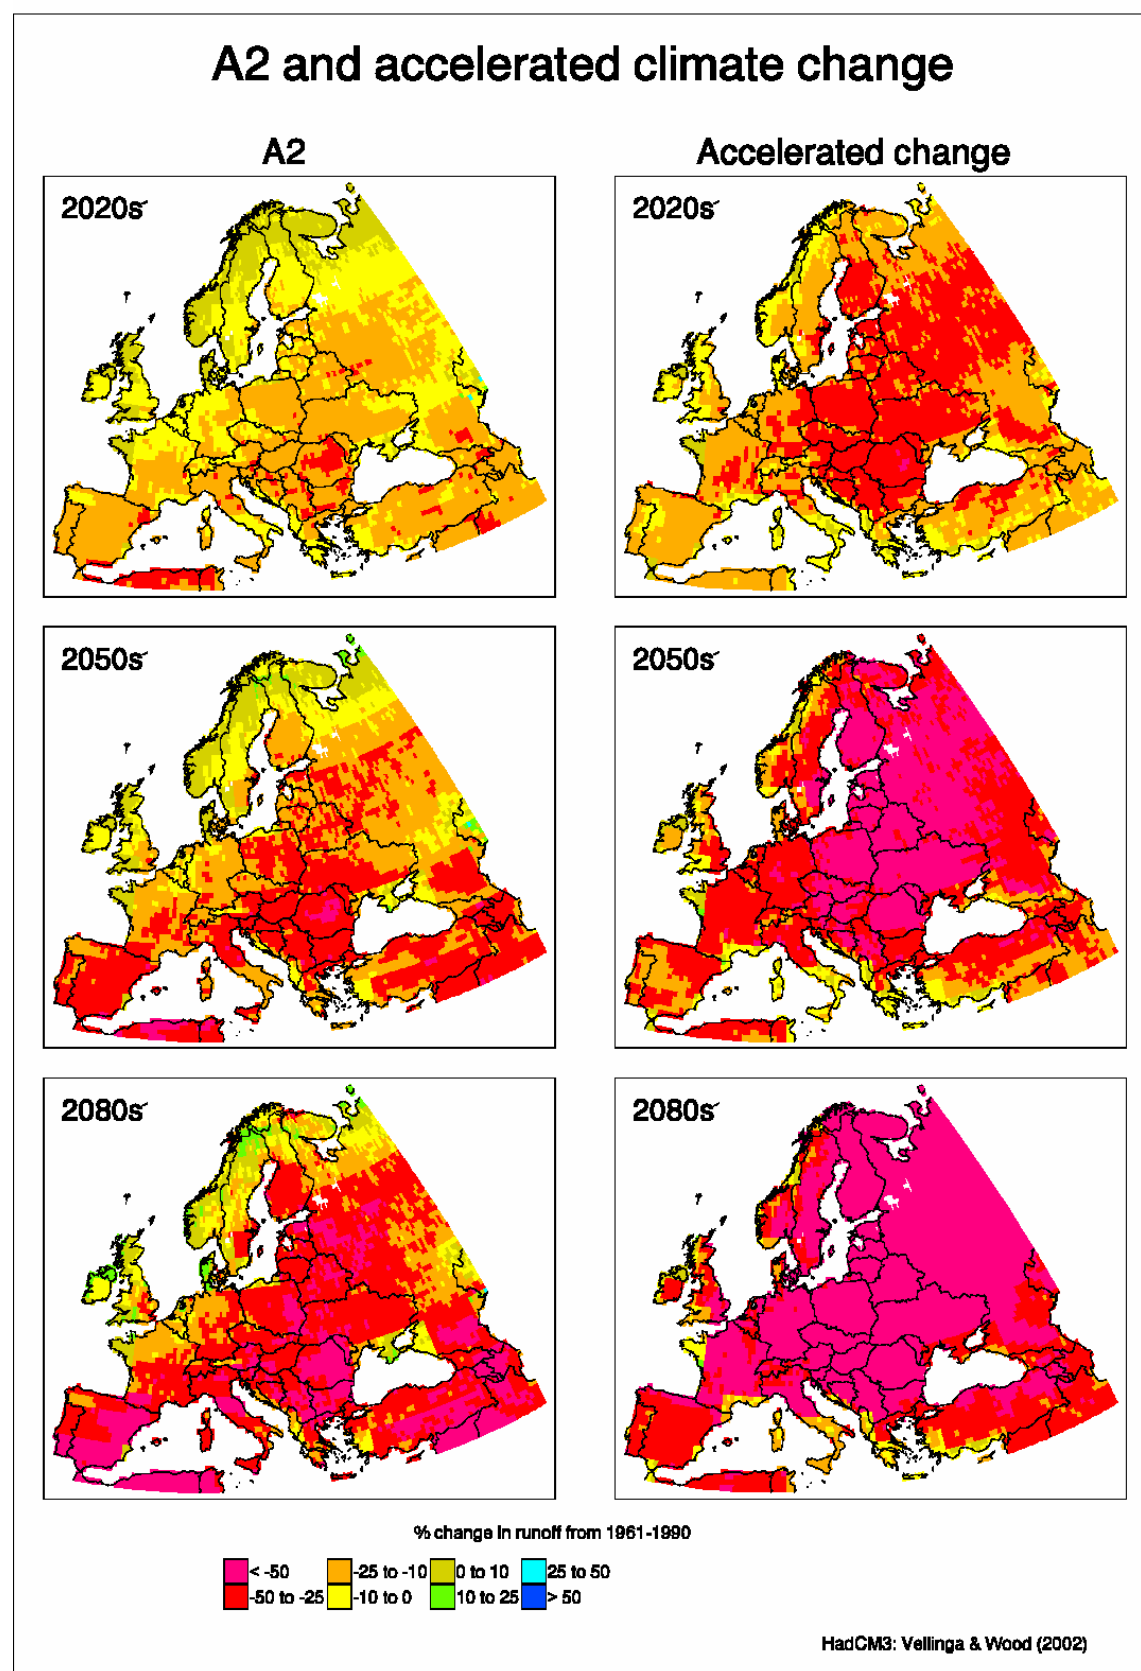 A2 and accelerated climate change
A2
Accelerated change
2020s
2020s
2050s
2050s
2080s
2080s
% change in runoff from 1961-1990
< -50
-25 to -10
0 to 10
25 to 50
-50 to -25
-10 to 0
10 to 25
> 50
HadCM3: Vellinga & Wood (2002)